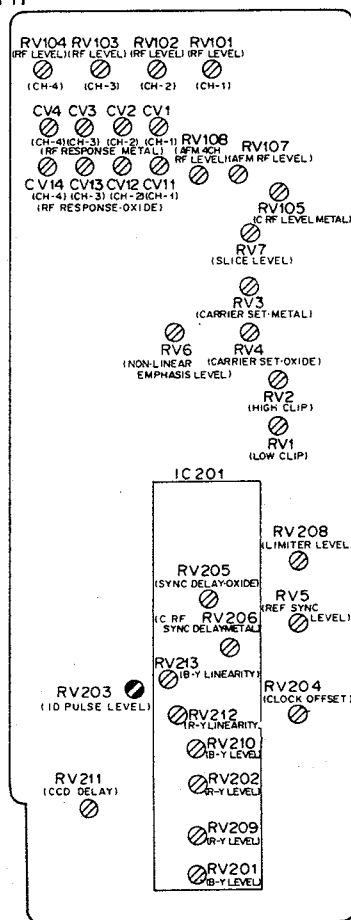 RV104 RV103 RV102 RV101
(RF LEVEL) (RF LEVEL) (RF LEVEL) (RF LEVEL)
(CH-4) (CH-3) (CH-2) (CH-1)
CV4 CV3 CV2 CV1
(CH-4) (CH-3) (CH-2) (CH-1)
(RF RESPONSE METAL)
RV108
(AFM 4CH
RF LEVEL)
RV107
(AFM RF LEVEL)
CV14 CV13 CV12 CV11
(CH-4) (CH-3) (CH-2) (CH-1)
(RF RESPONSE-OXIDE)
RV105
(C RF LEVEL METAL)
RV7
(SLICE LEVEL)
RV3
(CARRIER SET-METAL)
RV6
(NON-LINEAR
EMPHASIS LEVEL)
RV4
(CARRIER SET-OXIDE)
RV2
(HIGH CLIP)
RV1
(LOW CLIP)
IC201
RV208
(LIMITER LEVEL
RV205
(SYNC DELAY-OXIDE)
RV5
(REF SYNC
LEVEL)
(C RF RV206
SYNC DELAY-METAL)
RV213
(B-Y LINEARITY)
RV203
(ID PULSE LEVEL)
RV204
(CLOCK OFFSET)
RV212
(R-Y LINEARITY
RV210
(B-Y LEVEL)
RV211
(CCD DELAY)
RV202
(R-Y LEVEL)
RV209
(R-Y LEVEL)
RV201
(B-Y LEVEL)